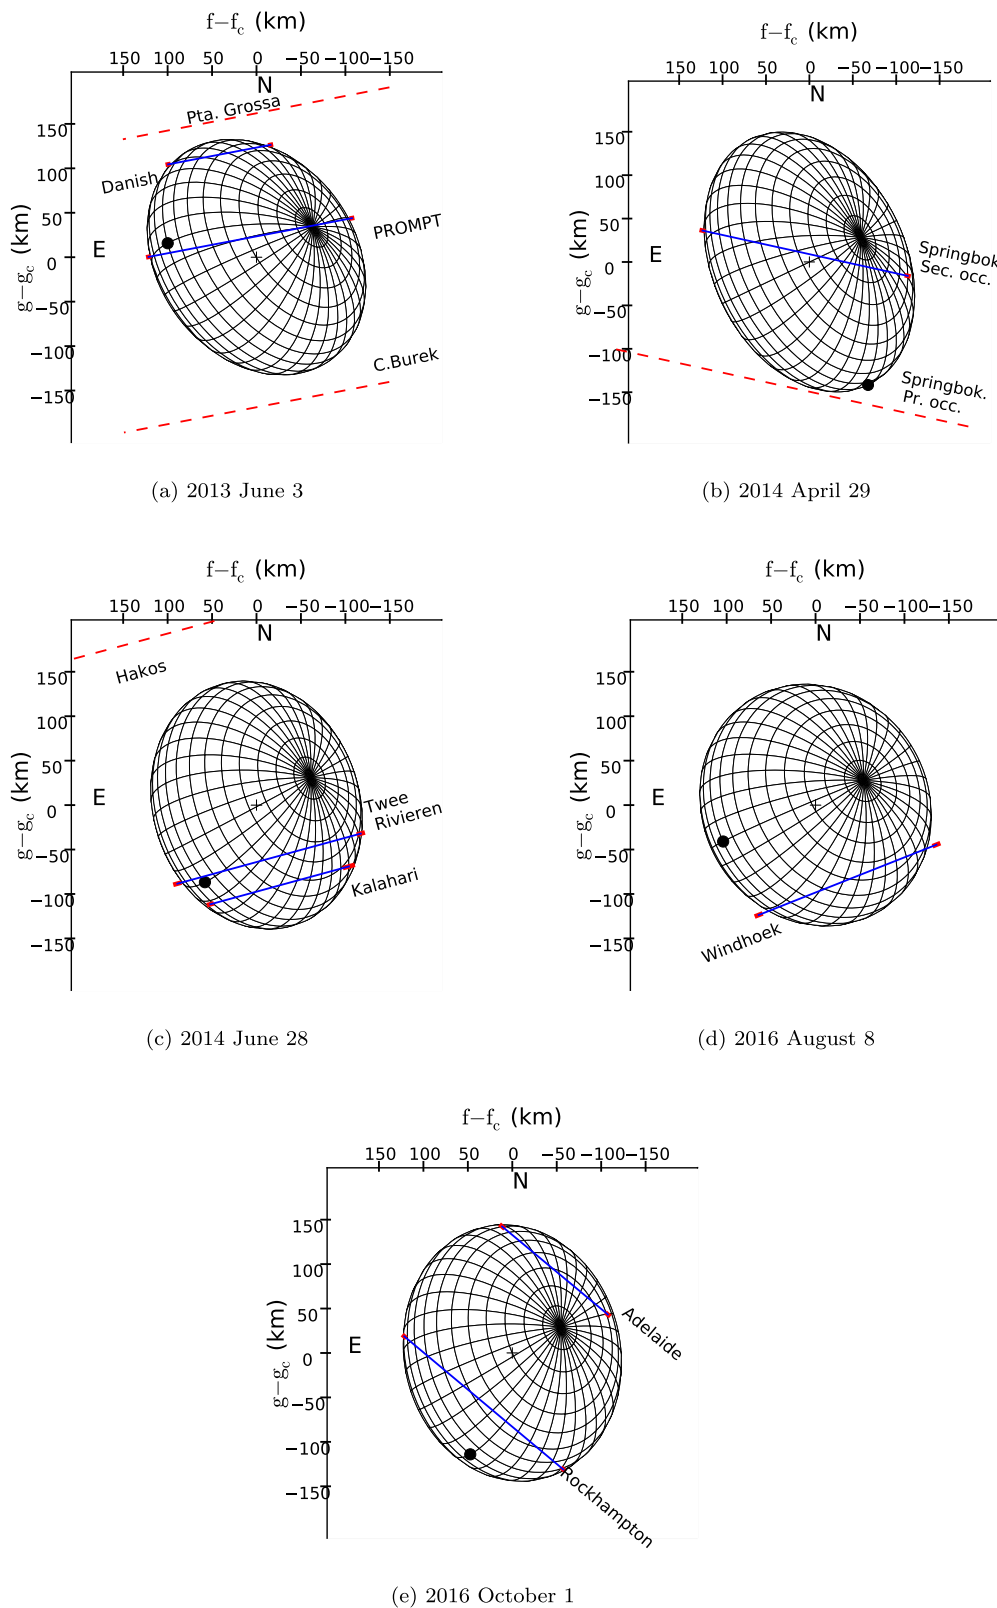 f−f_c (km)
150 100 50 0 −50 −100 −150
N
Pta. Grossa
Danish
PROMPT
C.Burek
E
g−g_c (km)
150
100
50
0
−50
−100
−150
(a) 2013 June 3
f−f_c (km)
150 100 50 0 −50 −100 −150
N
Springbok.
Sec. occ.
Springbok.
Pr. occ.
E
g−g_c (km)
150
100
50
0
−50
−100
−150
(b) 2014 April 29
f−f_c (km)
150 100 50 0 −50 −100 −150
N
Hakos
Twee
Rivieren
Kalahari
E
g−g_c (km)
150
100
50
0
−50
−100
−150
(c) 2014 June 28
f−f_c (km)
150 100 50 0 −50 −100 −150
N
Windhoek
E
g−g_c (km)
150
100
50
0
−50
−100
−150
(d) 2016 August 8
f−f_c (km)
150 100 50 0 −50 −100 −150
N
Adelaide
Rockhampton
E
g−g_c (km)
150
100
50
0
−50
−100
−150
(e) 2016 October 1